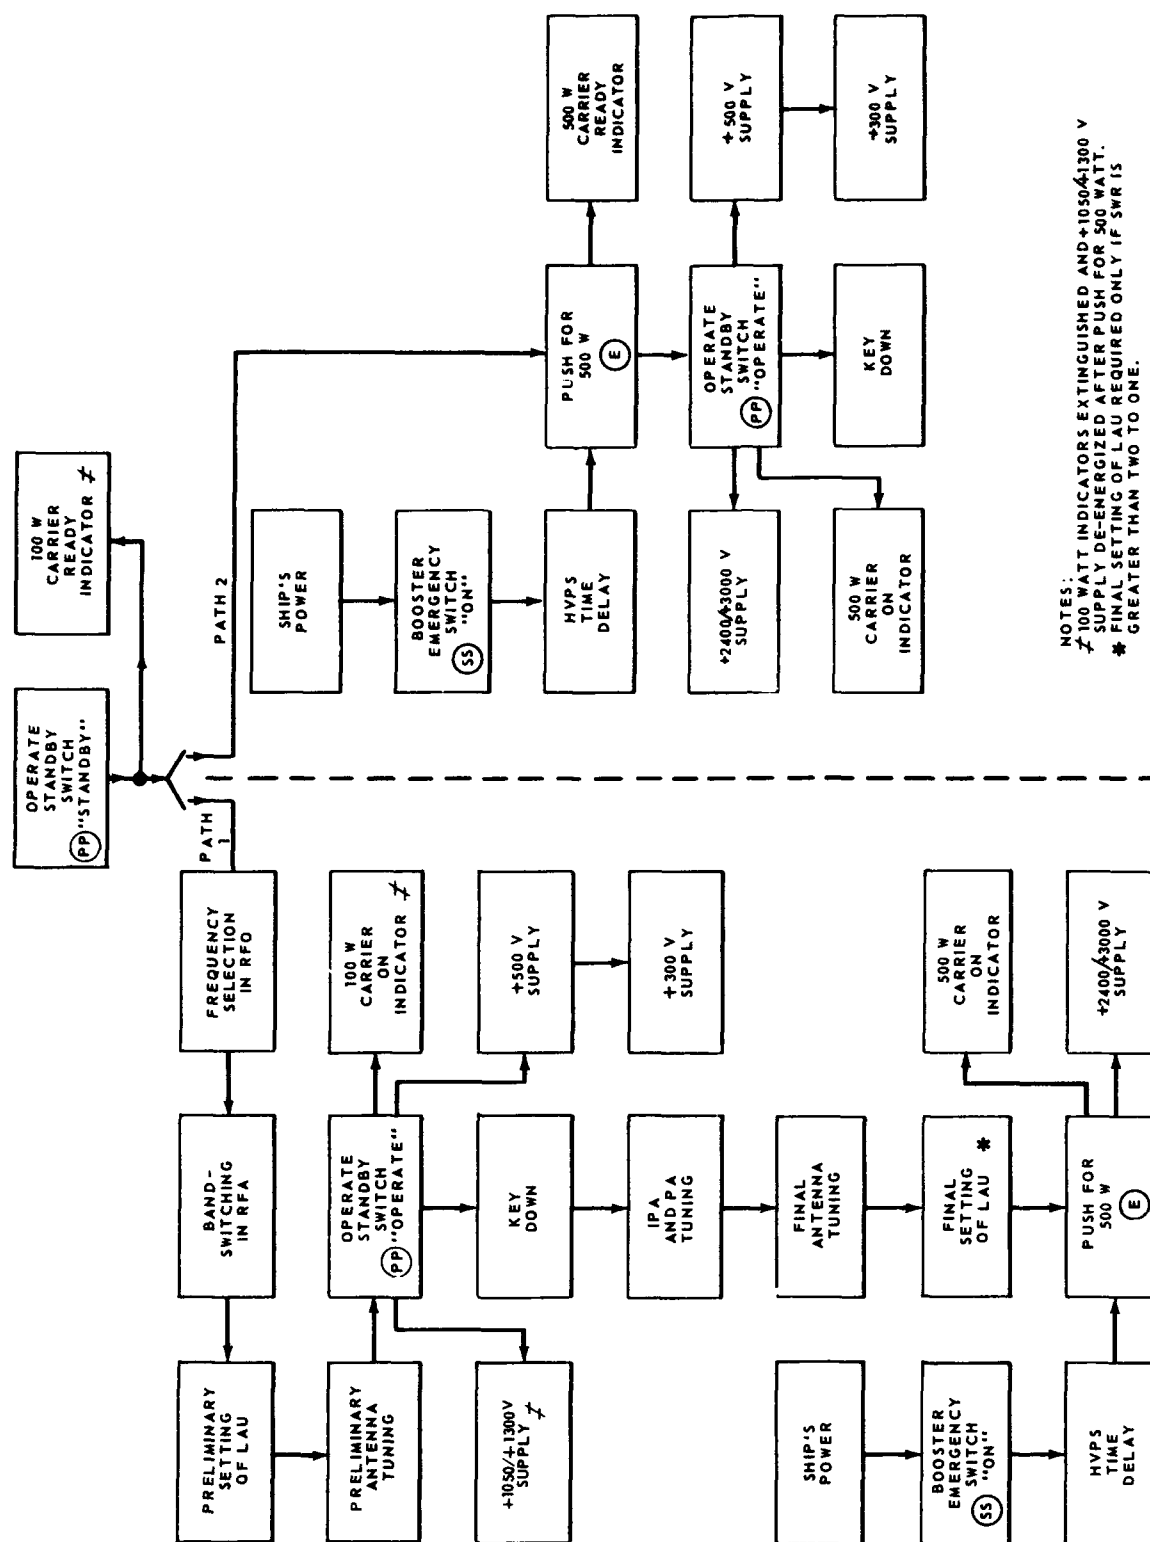 OPERATE
STANDBY
SWITCH
PP "STANDBY"
100 W
CARRIER
READY
INDICATOR ≠
PATH
1
PATH 2
FREQUENCY
SELECTION
IN RFO
BAND-
SWITCHING
IN RFA
PRELIMINARY
SETTING
OF LAU
PRELIMINARY
ANTENNA
TUNING
OPERATE
STANDBY
SWITCH
PP "OPERATE"
100 W
CARRIER
ON
INDICATOR ≠
+1050/+1300V
SUPPLY ≠
+500 V
SUPPLY
+300 V
SUPPLY
KEY
DOWN
IPA
AND PA
TUNING
FINAL
ANTENNA
TUNING
FINAL
SETTING
OF LAU *
SHIP'S
POWER
BOOSTER
EMERGENCY
SWITCH
SS "ON"
HVPS
TIME
DELAY
PUSH FOR
500 W
E
500 W
CARRIER
ON
INDICATOR
+2400/+3000 V
SUPPLY
SHIP'S
POWER
BOOSTER
EMERGENCY
SWITCH
SS "ON"
HVPS
TIME
DELAY
PUSH FOR
500 W
E
500 W
CARRIER
READY
INDICATOR
OPERATE
STANDBY
SWITCH
PP "OPERATE"
+2400/+3000 V
SUPPLY
500 W
CARRIER
ON
INDICATOR
KEY
DOWN
+500 V
SUPPLY
+300 V
SUPPLY
NOTES:
≠ 100 WATT INDICATORS EXTINGUISHED AND +1050/+1300 V
SUPPLY DE-ENERGIZED AFTER PUSH FOR 500 WATT.
* FINAL SETTING OF LAU REQUIRED ONLY IF SWR IS
GREATER THAN TWO TO ONE.